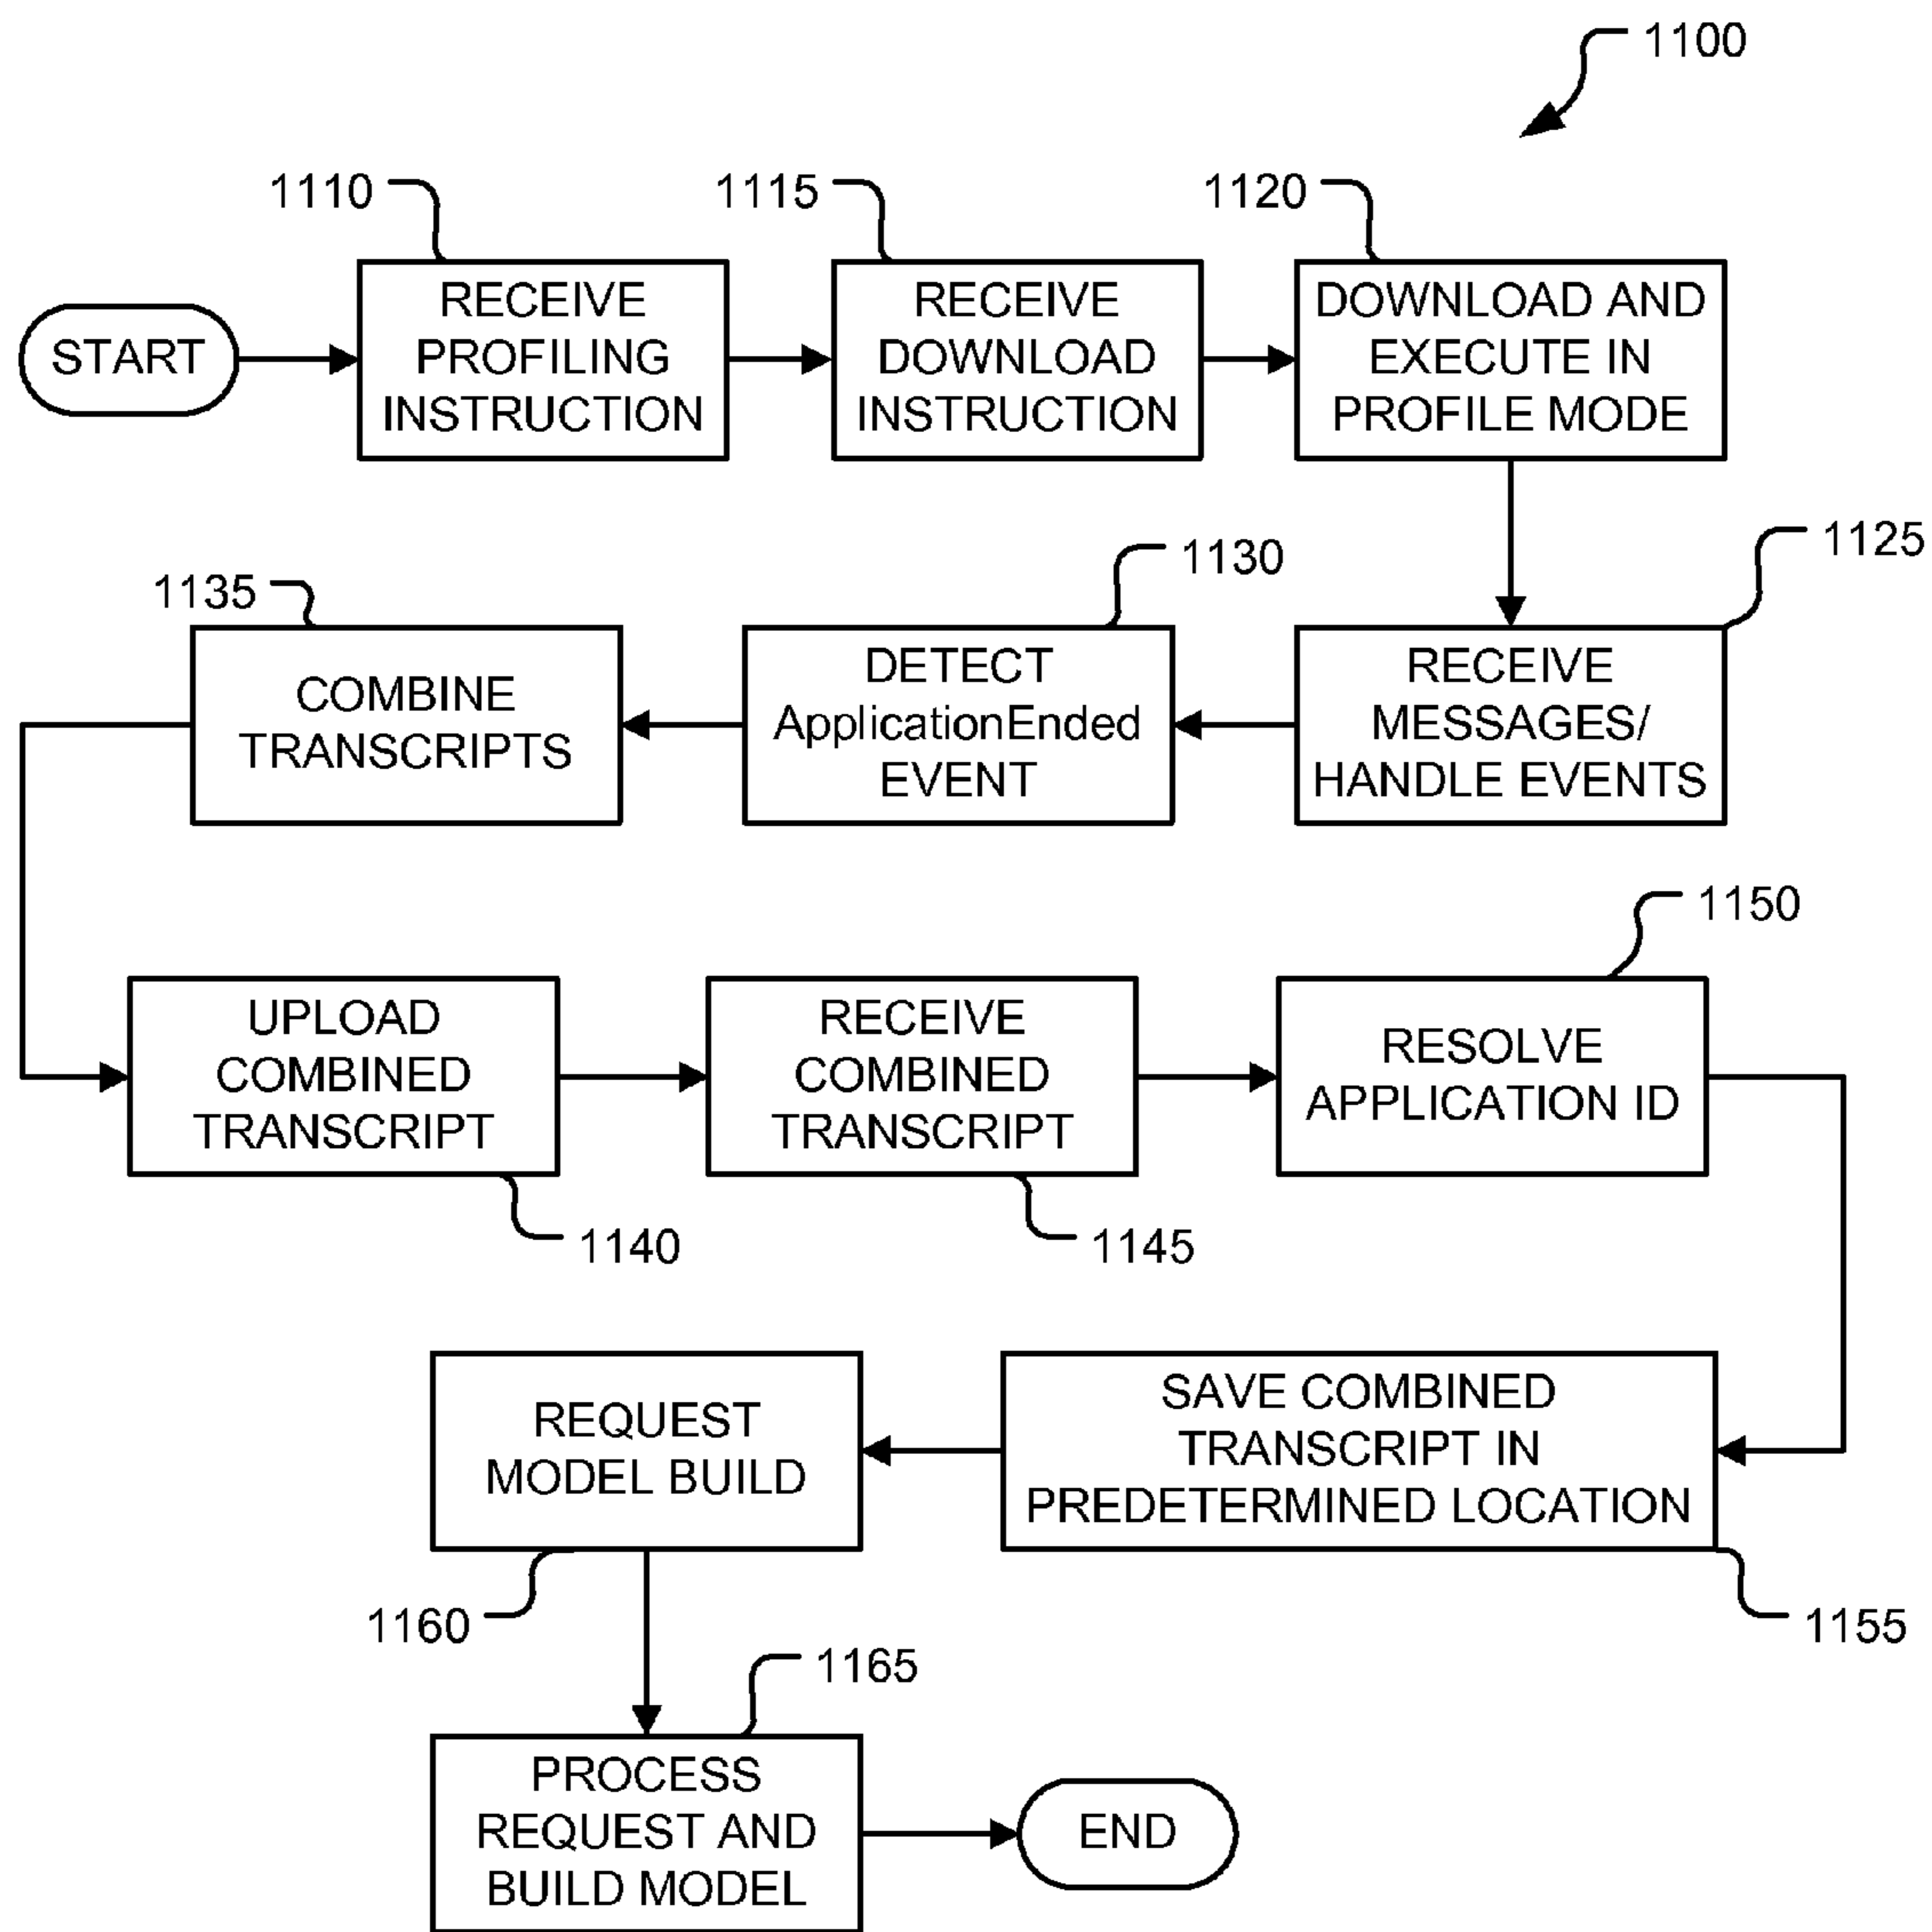 1100
1110
1115
1120
START
RECEIVE
PROFILING
INSTRUCTION
RECEIVE
DOWNLOAD
INSTRUCTION
DOWNLOAD AND
EXECUTE IN
PROFILE MODE
1125
1130
1135
RECEIVE
MESSAGES/
HANDLE EVENTS
DETECT
ApplicationEnded
EVENT
COMBINE
TRANSCRIPTS
1150
UPLOAD
COMBINED
TRANSCRIPT
RECEIVE
COMBINED
TRANSCRIPT
RESOLVE
APPLICATION ID
1140
1145
SAVE COMBINED
TRANSCRIPT IN
PREDETERMINED LOCATION
REQUEST
MODEL BUILD
1160
1155
1165
PROCESS
REQUEST AND
BUILD MODEL
END